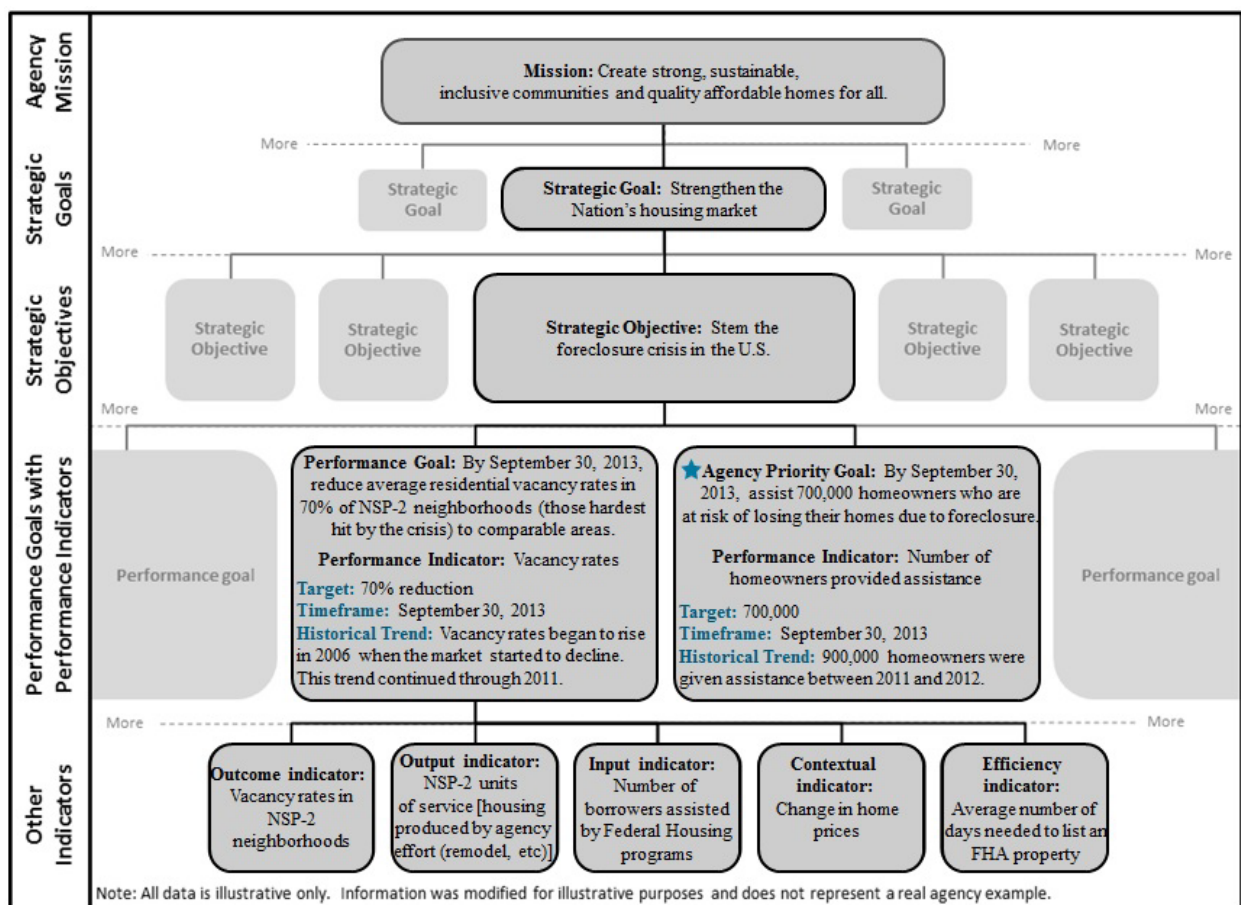 Agency
Mission
Mission: Create strong, sustainable,
inclusive communities and quality affordable homes for all.
More
More
Strategic
Goals
Strategic
Goal
Strategic Goal: Strengthen the
Nation's housing market
Strategic
Goal
More
More
Strategic
Objectives
Strategic
Objective
Strategic
Objective
Strategic Objective: Stem the
foreclosure crisis in the U.S.
Strategic
Objective
Strategic
Objective
More
More
Performance Goals with
Performance Indicators
Performance goal
Performance Goal: By September 30, 2013,
reduce average residential vacancy rates in
70% of NSP-2 neighborhoods (those hardest
hit by the crisis) to comparable areas.
Performance Indicator: Vacancy rates
Target: 70% reduction
Timeframe: September 30, 2013
Historical Trend: Vacancy rates began to rise
in 2006 when the market started to decline.
This trend continued through 2011.
Agency Priority Goal: By September 30,
2013, assist 700,000 homeowners who are
at risk of losing their homes due to foreclosure.
Performance Indicator: Number of
homeowners provided assistance
Target: 700,000
Timeframe: September 30, 2013
Historical Trend: 900,000 homeowners were
given assistance between 2011 and 2012.
Performance goal
More
More
Other
Indicators
Outcome indicator:
Vacancy rates in
NSP-2
neighborhoods
Output indicator:
NSP-2 units
of service [housing
produced by agency
effort (remodel, etc)]
Input indicator:
Number of
borrowers assisted
by Federal Housing
programs
Contextual
indicator:
Change in home
prices
Efficiency
indicator:
Average number of
days needed to list an
FHA property
Note: All data is illustrative only. Information was modified for illustrative purposes and does not represent a real agency example.